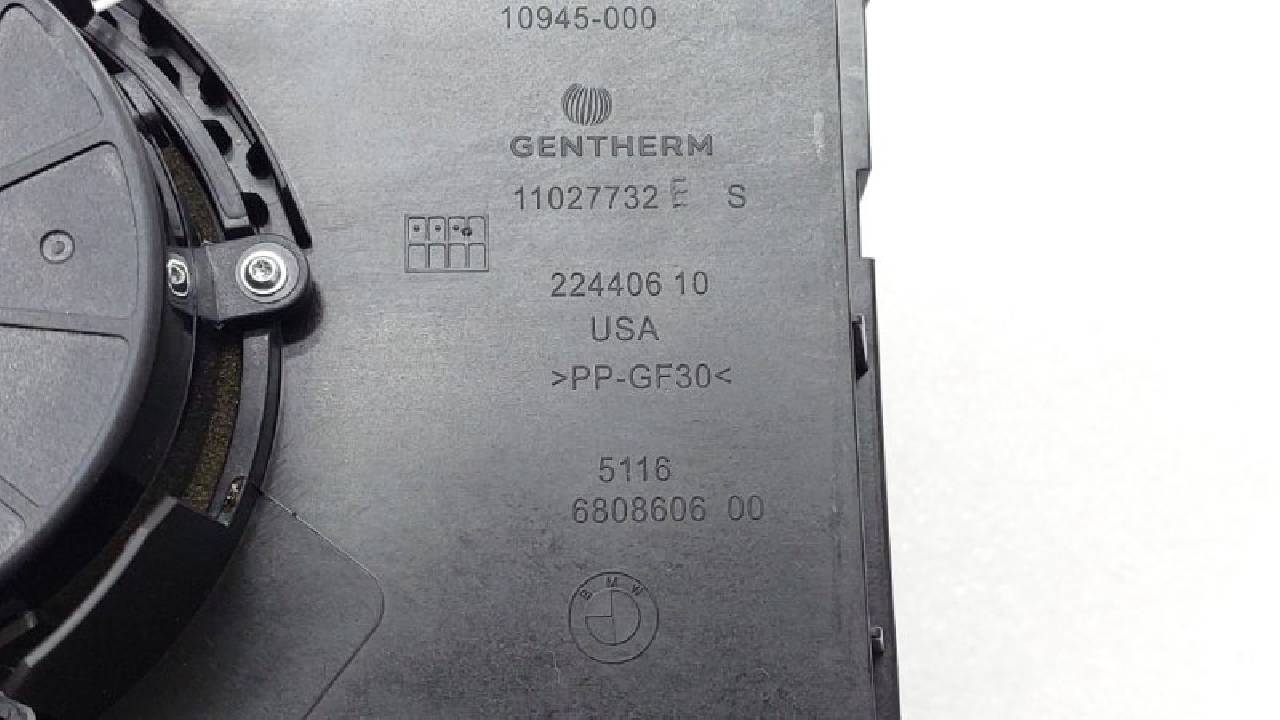 10945-000
GENTHERM
11027732 E S
224406 10
USA
>PP-GF30<
5116
6808606 00
BMW